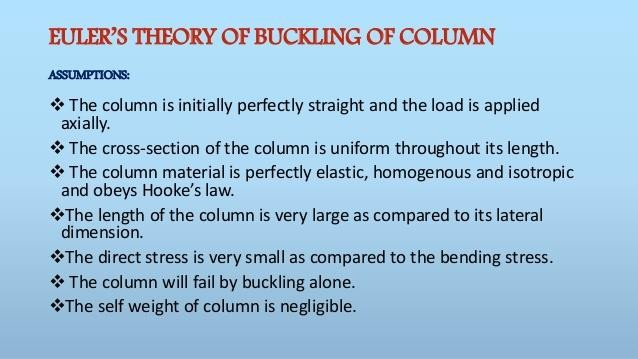 EULER’S THEORY OF BUCKLING OF COLUMN
ASSUMPTIONS:
❖ The column is initially perfectly straight and the load is applied
axially.
❖ The cross-section of the column is uniform throughout its length.
❖ The column material is perfectly elastic, homogenous and isotropic
and obeys Hooke’s law.
❖The length of the column is very large as compared to its lateral
dimension.
❖The direct stress is very small as compared to the bending stress.
❖ The column will fail by buckling alone.
❖The self weight of column is negligible.